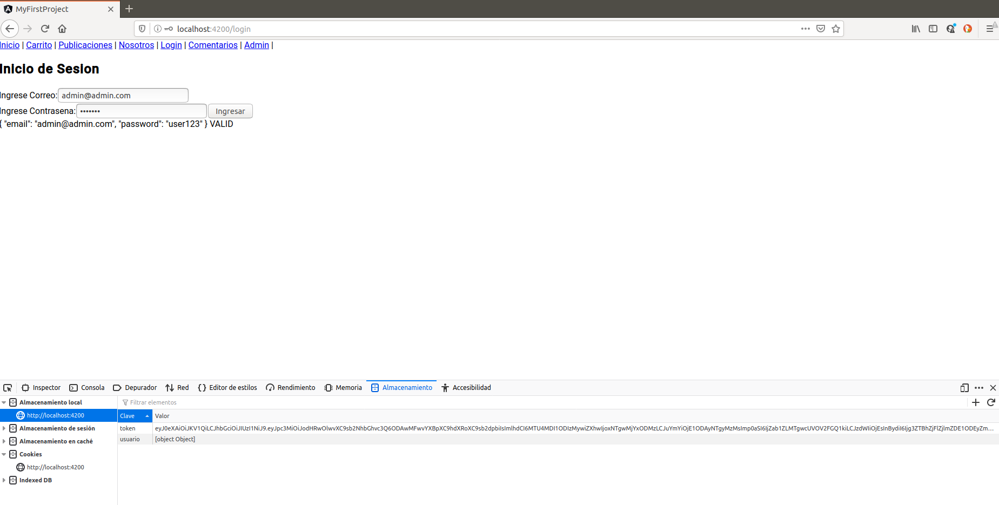 MyFirstProject
localhost:4200/login
Inicio | Carrito | Publicaciones | Nosotros | Login | Comentarios | Admin |
Inicio de Sesion
Ingrese Correo: admin@admin.com
Ingrese Contrasena: ••••••• Ingresar
{ "email": "admin@admin.com", "password": "user123" } VALID
Inspector Consola Depurador Red Editor de estilos Rendimiento Memoria Almacenamiento Accesibilidad
Almacenamiento local
Filtrar elementos
http://localhost:4200
Clave Valor
Almacenamiento de sesión
token
Almacenamiento en caché
usuario [object Object]
Cookies
http://localhost:4200
Indexed DB